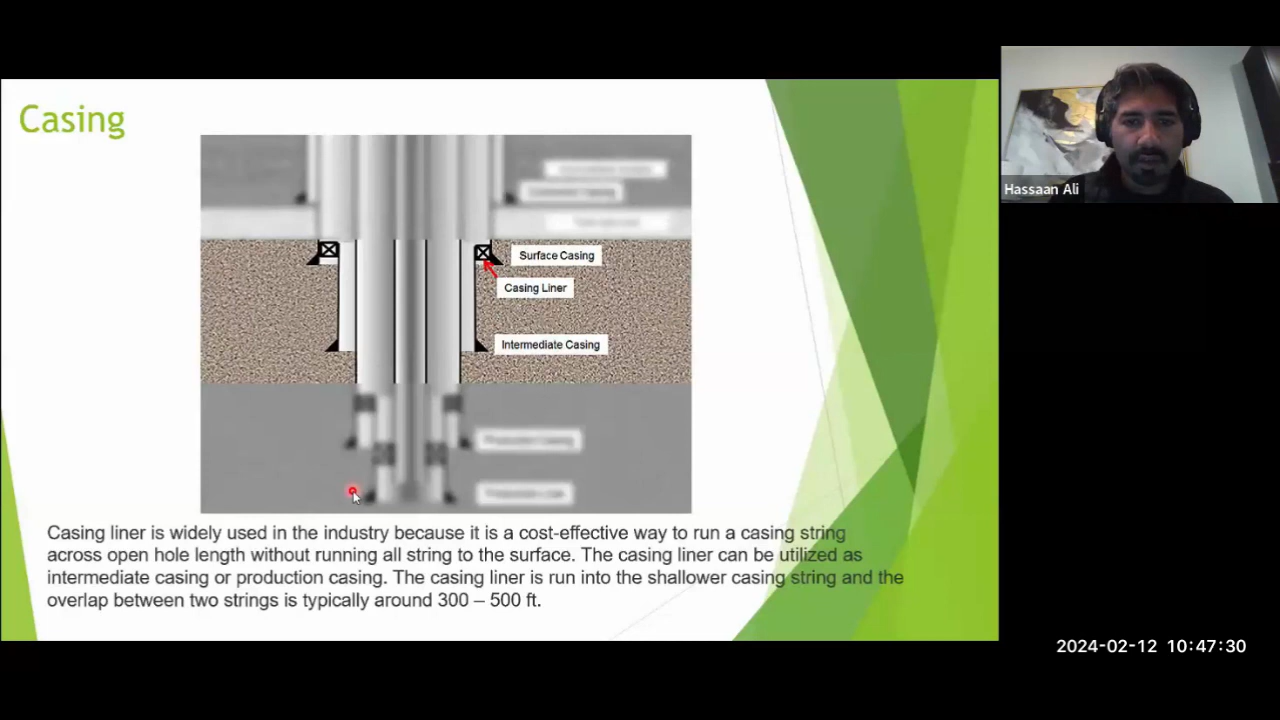 Casing
Surface Casing
Casing Liner
Intermediate Casing
Production Casing
Casing liner is widely used in the industry because it is a cost-effective way to run a casing string
across open hole length without running all string to the surface. The casing liner can be utilized as
intermediate casing or production casing. The casing liner is run into the shallower casing string and the
overlap between two strings is typically around 300 – 500 ft.
Hassaan Ali
2024-02-12 10:47:30